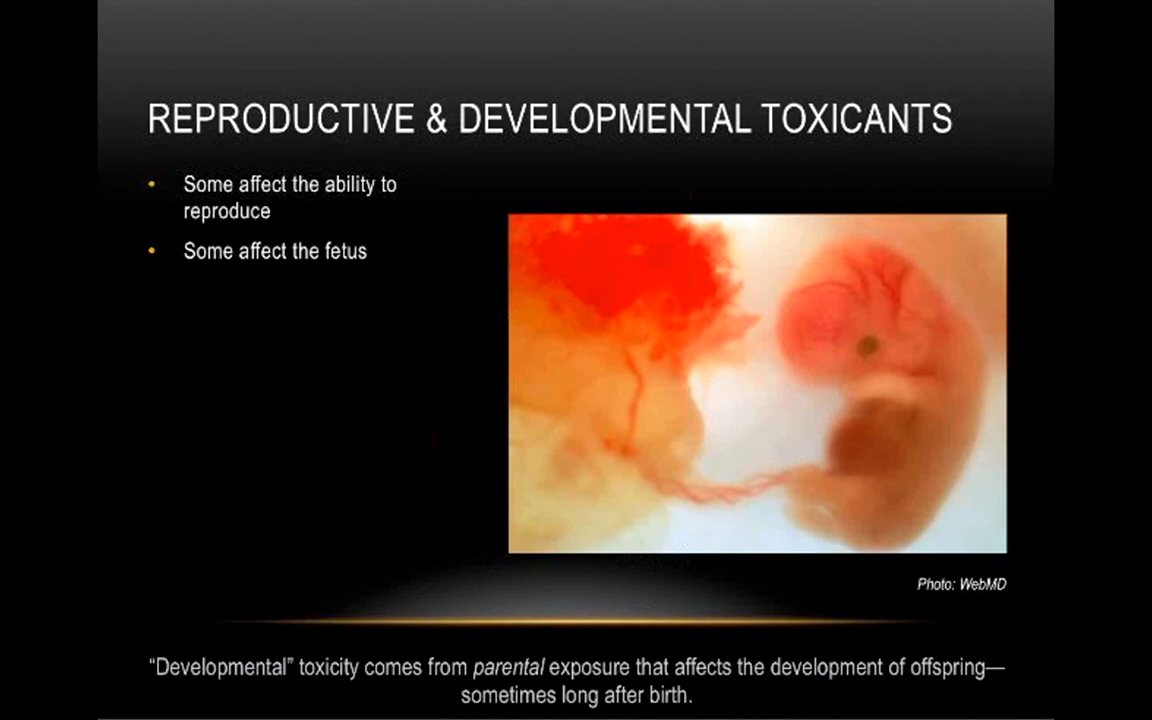 REPRODUCTIVE & DEVELOPMENTAL TOXICANTS
• Some affect the ability to
reproduce
• Some affect the fetus
Photo: WebMD
“Developmental” toxicity comes from parental exposure that affects the development of offspring—
sometimes long after birth.